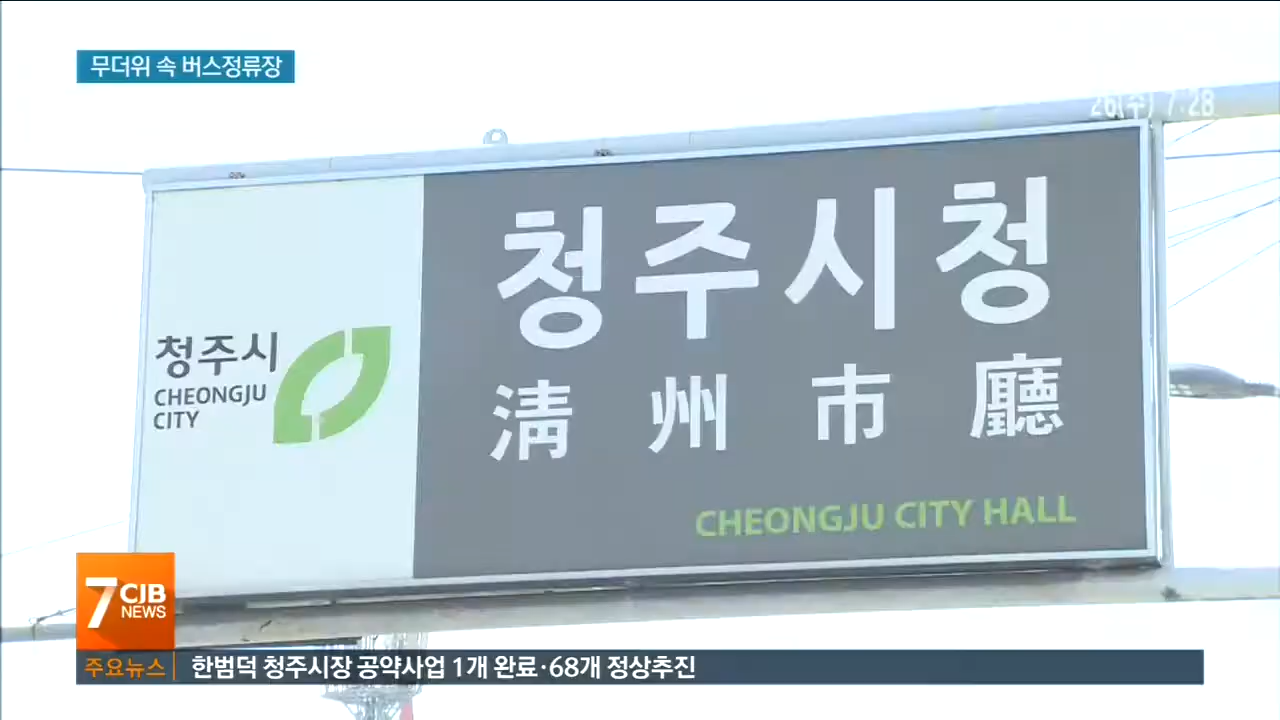 무더위 속 버스정류장
26(수) 7:28
청주시
CHEONGJU
CITY
청주시청
淸州市廳
CHEONGJU CITY HALL
7 CJB
NEWS
주요뉴스 한범덕 청주시장 공약사업 1개 완료·68개 정상추진